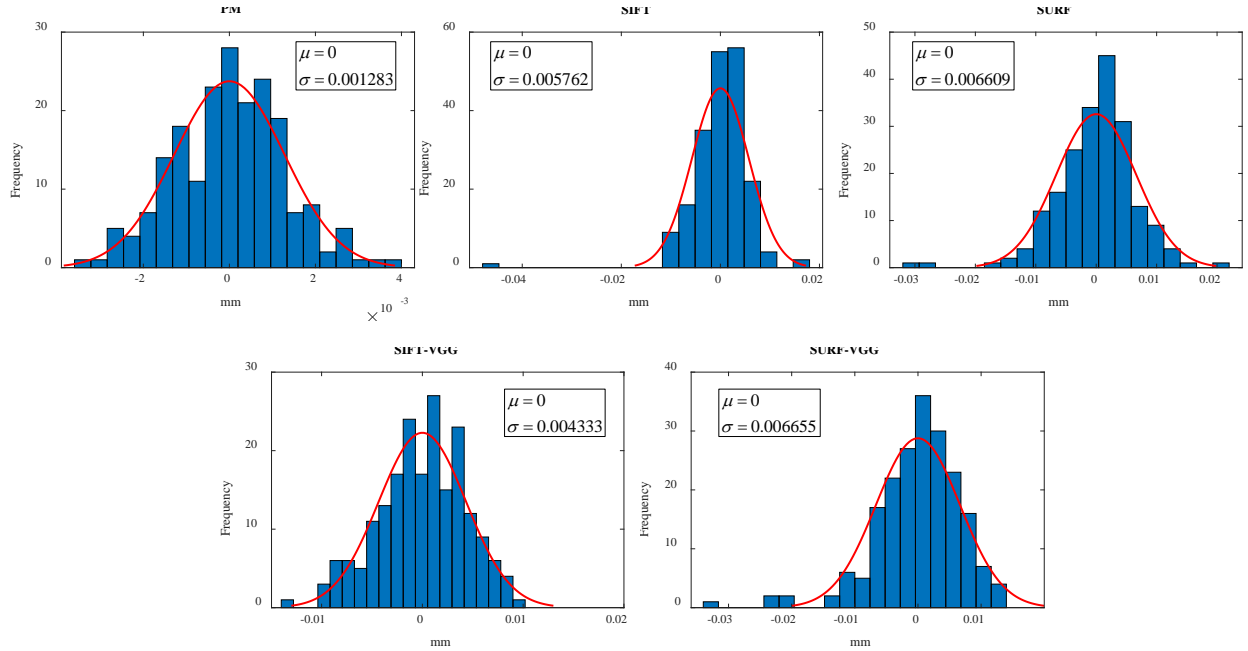 PM
SIFT
SURF
30
20
10
0
Frequency
μ = 0
σ = 0.001283
-2
0
2
4
mm
× 10 -3
60
40
20
0
Frequency
μ = 0
σ = 0.005762
-0.04
-0.02
0
0.02
mm
50
40
30
20
10
0
Frequency
μ = 0
σ = 0.006609
-0.03
-0.02
-0.01
0
0.01
0.02
mm
SIFT-VGG
SURF-VGG
30
20
10
0
Frequency
μ = 0
σ = 0.004333
-0.01
0
0.01
0.02
mm
40
30
20
10
0
Frequency
μ = 0
σ = 0.006655
-0.03
-0.02
-0.01
0
0.01
mm